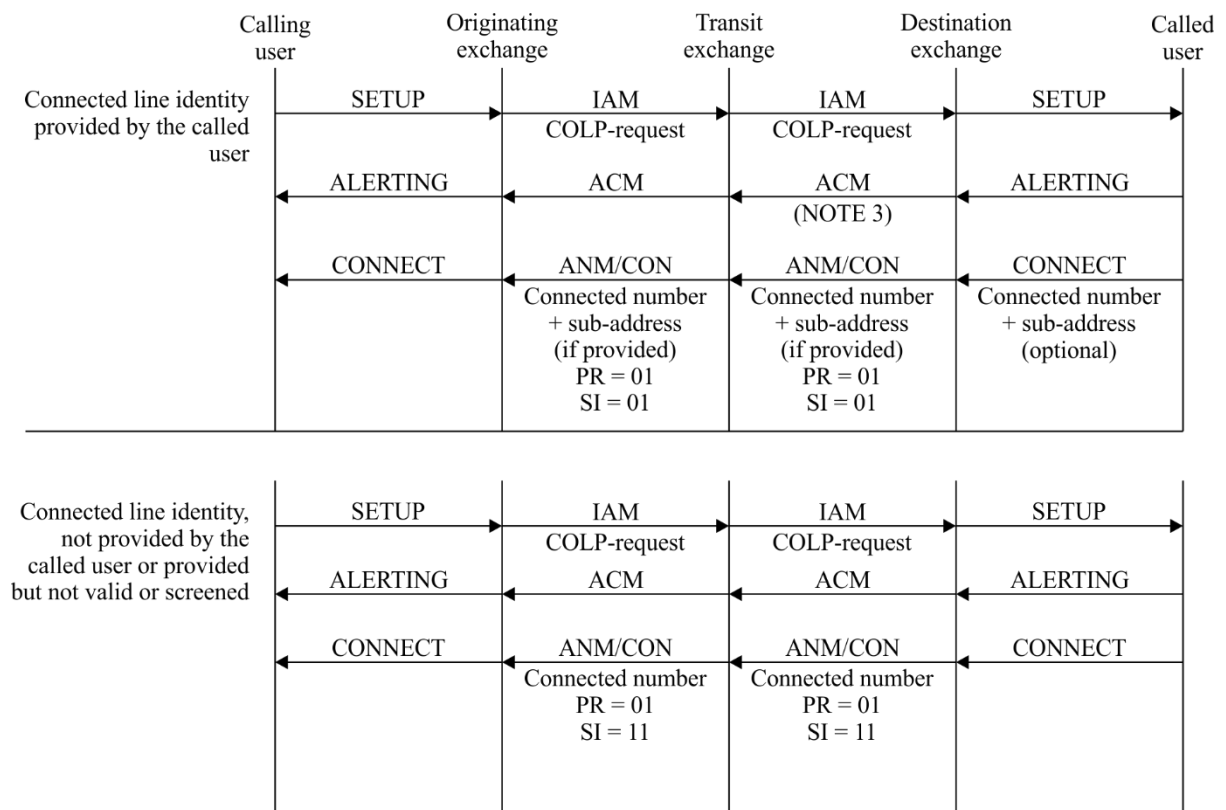 Calling user
Originating exchange
Transit exchange
Destination exchange
Called user
Connected line identity
provided by the called
user
SETUP
IAM
COLP-request
IAM
COLP-request
SETUP
ALERTING
ACM
ACM
(NOTE 3)
ALERTING
CONNECT
ANM/CON
Connected number
+ sub-address
(if provided)
PR = 01
SI = 01
ANM/CON
Connected number
+ sub-address
(if provided)
PR = 01
SI = 01
CONNECT
Connected number
+ sub-address
(optional)
Connected line identity,
not provided by the
called user or provided
but not valid or screened
SETUP
IAM
COLP-request
IAM
COLP-request
SETUP
ALERTING
ACM
ACM
ALERTING
CONNECT
ANM/CON
Connected number
PR = 01
SI = 11
ANM/CON
Connected number
PR = 01
SI = 11
CONNECT